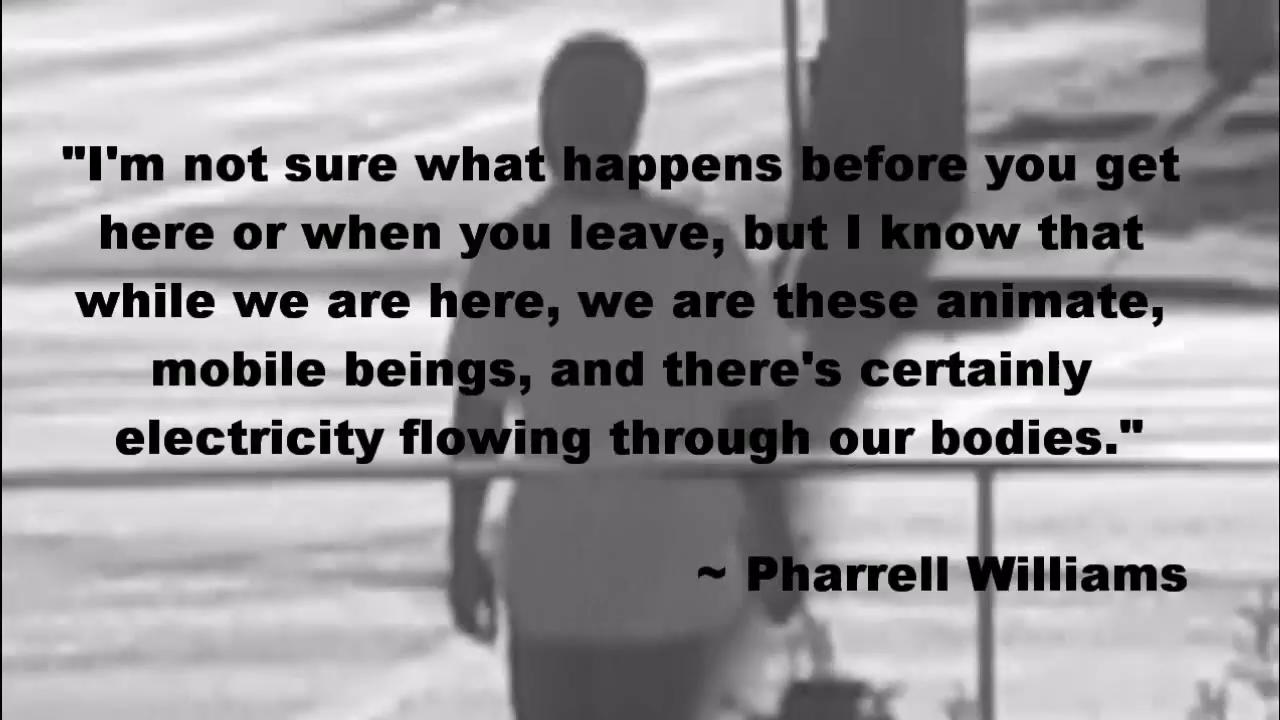 "I'm not sure what happens before you get
here or when you leave, but I know that
while we are here, we are these animate,
mobile beings, and there's certainly
electricity flowing through our bodies."
~ Pharrell Williams